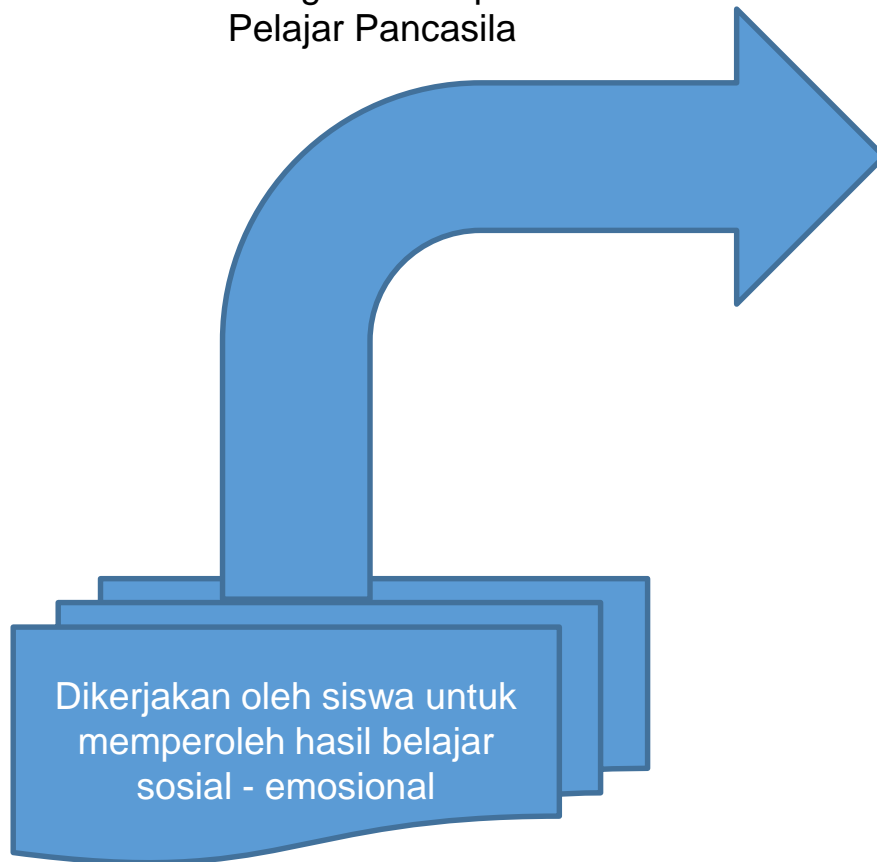 Pelajar Pancasila
Dikerjakan oleh siswa untuk
memperoleh hasil belajar
sosial - emosional